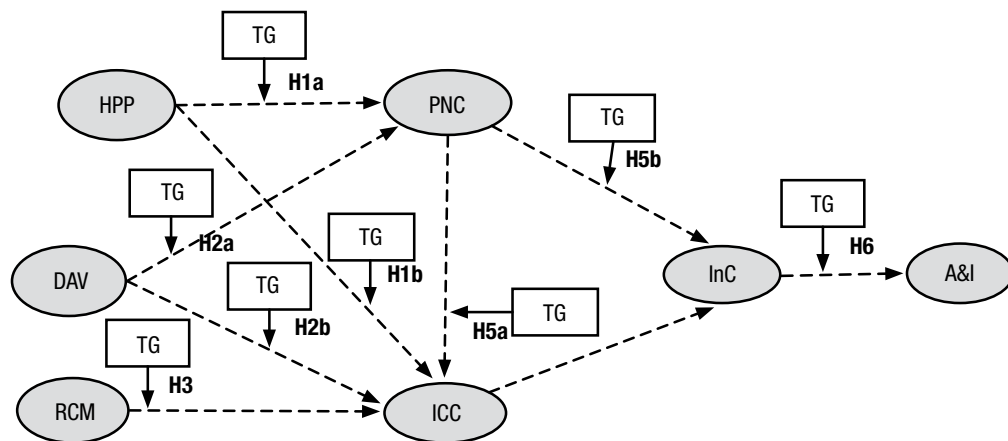 TG
H1a
HPP
PNC
TG
H5b
TG
H2a
TG
H1b
TG
H6
DAV
TG
H2b
InC
A&I
TG
H5a
TG
H3
RCM
ICC